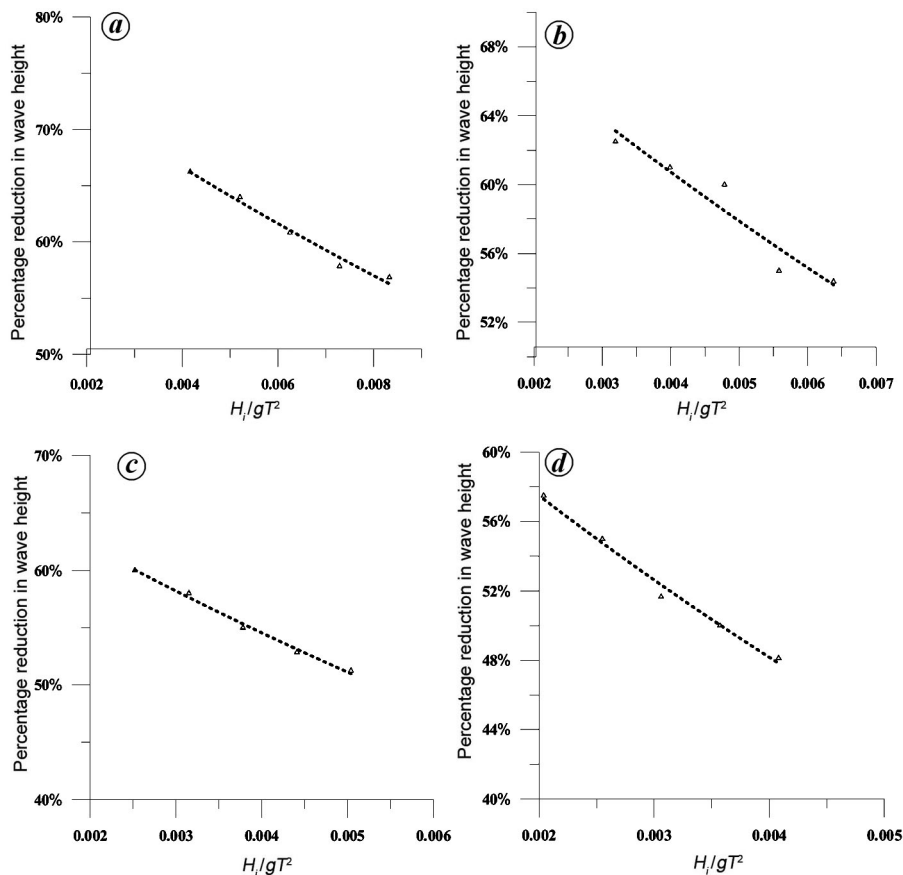 a
Percentage reduction in wave height
80%
70%
60%
50%
0.002 0.004 0.006 0.008
Hᵢ/gT²
b
Percentage reduction in wave height
68%
64%
60%
56%
52%
0.002 0.003 0.004 0.005 0.006 0.007
Hᵢ/gT²
c
Percentage reduction in wave height
70%
60%
50%
40%
0.002 0.003 0.004 0.005 0.006
Hᵢ/gT²
d
Percentage reduction in wave height
60%
56%
52%
48%
44%
40%
0.002 0.003 0.004 0.005
Hᵢ/gT²